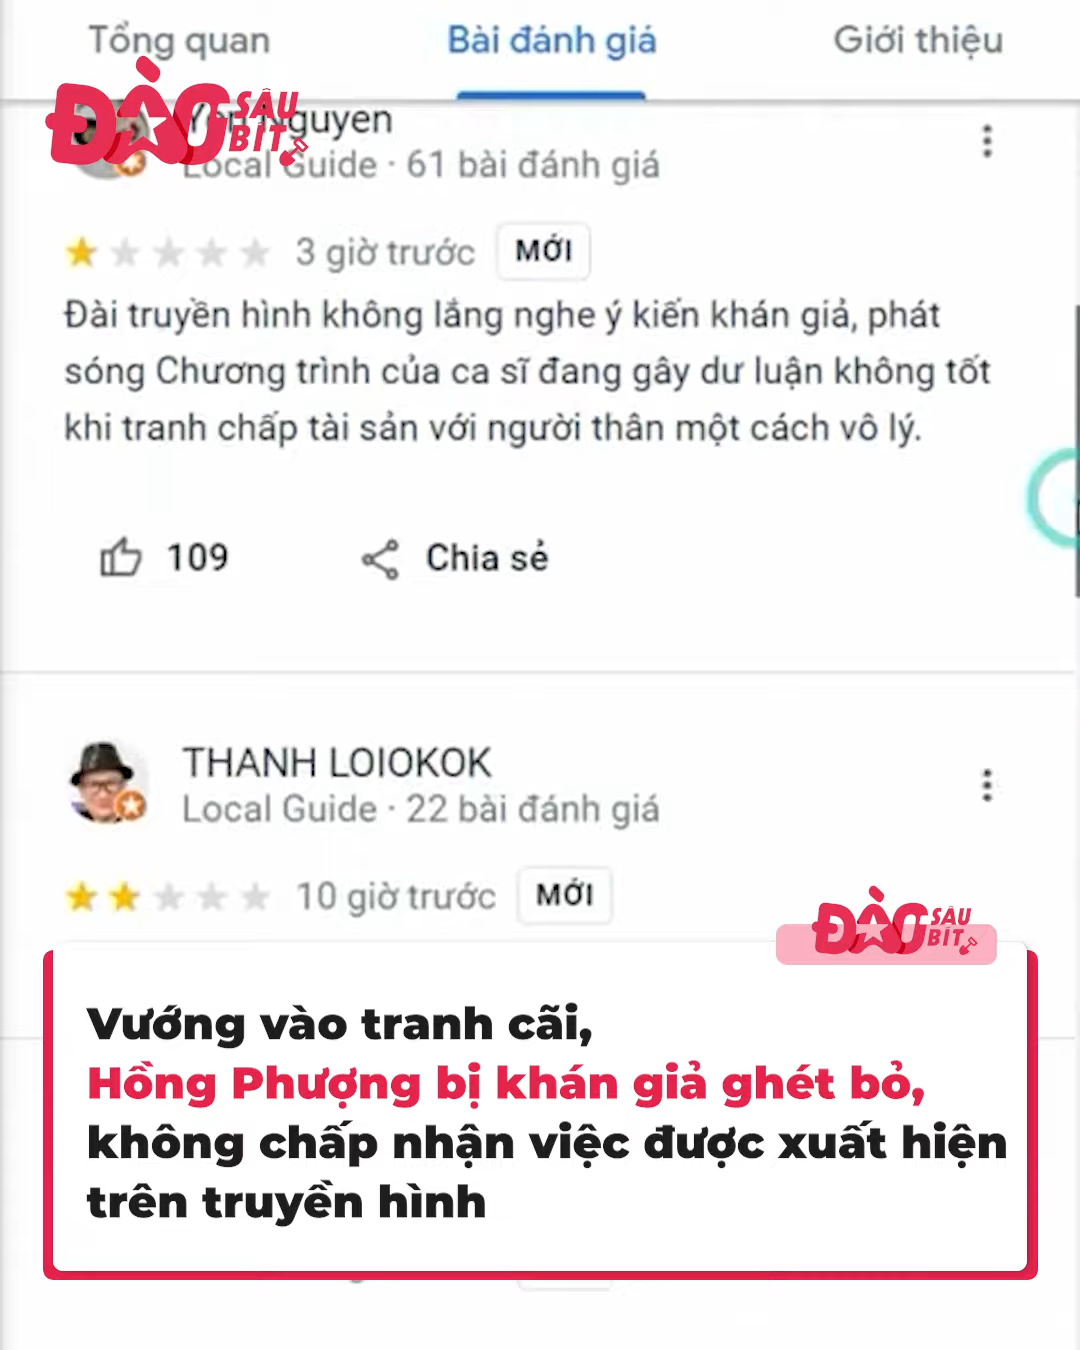 Tổng quan
Bài đánh giá
Giới thiệu
ĐÀO SÂU BÍT
Yen Nguyen
Local Guide · 61 bài đánh giá
3 giờ trước
MỚI
Đài truyền hình không lắng nghe ý kiến khán giả, phát
sóng Chương trình của ca sĩ đang gây dư luận không tốt
khi tranh chấp tài sản với người thân một cách vô lý.
109
Chia sẻ
THANH LOIOKOK
Local Guide · 22 bài đánh giá
10 giờ trước
MỚI
ĐÀO SÂU BÍT
Vướng vào tranh cãi,
Hồng Phượng bị khán giả ghét bỏ,
không chấp nhận việc được xuất hiện
trên truyền hình